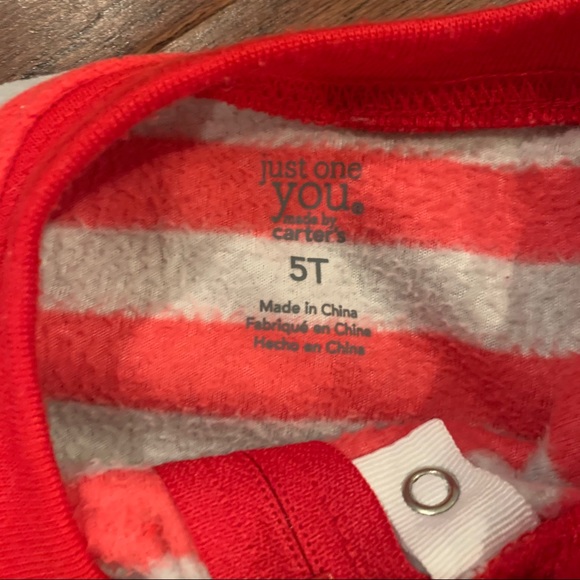 just one
you®
made by
carter's
5T
Made in China
Fabriqué en Chine
Hecho en China